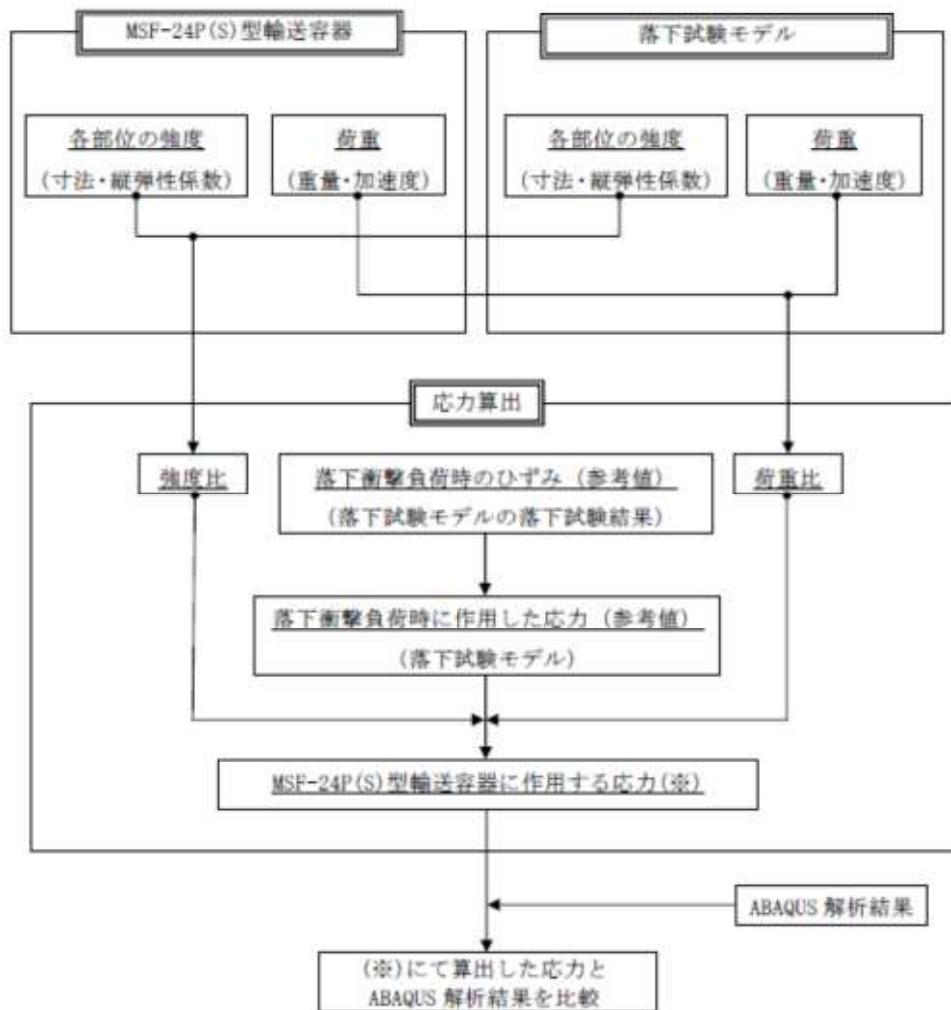 MSF-24P(S)型輸送容器
落下試験モデル
各部位の強度
(寸法・縦弾性係数)
荷重
(重量・加速度)
各部位の強度
(寸法・縦弾性係数)
荷重
(重量・加速度)
応力算出
強度比
落下衝撃負荷時のひずみ(参考値)
(落下試験モデルの落下試験結果)
荷重比
落下衝撃負荷時に作用した応力(参考値)
(落下試験モデル)
MSF-24P(S)型輸送容器に作用する応力(※)
ABAQUS 解析結果
(※)にて算出した応力と
ABAQUS 解析結果を比較